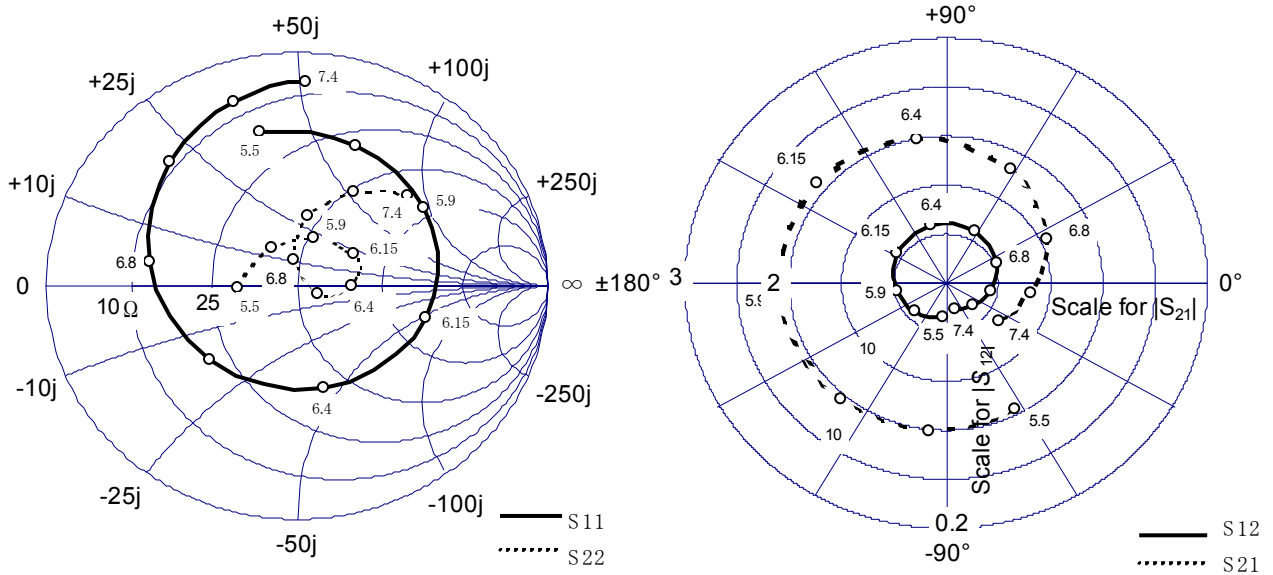 +50j
+25j
+100j
+10j
+250j
0
10Ω
25
∞
-10j
-250j
-25j
-100j
-50j
7.4
5.5
5.9
5.9
7.4
6.15
6.8
6.8
5.5
6.4
6.15
6.4
S11
S22
+90°
6.4
6.15
6.4
6.15
6.8
6.8
±180°
3
2
0°
5.9
5.9
Scale for |S21|
5.5
7.4
7.4
10
10
5.5
Scale for |S12|
0.2
-90°
S12
S21